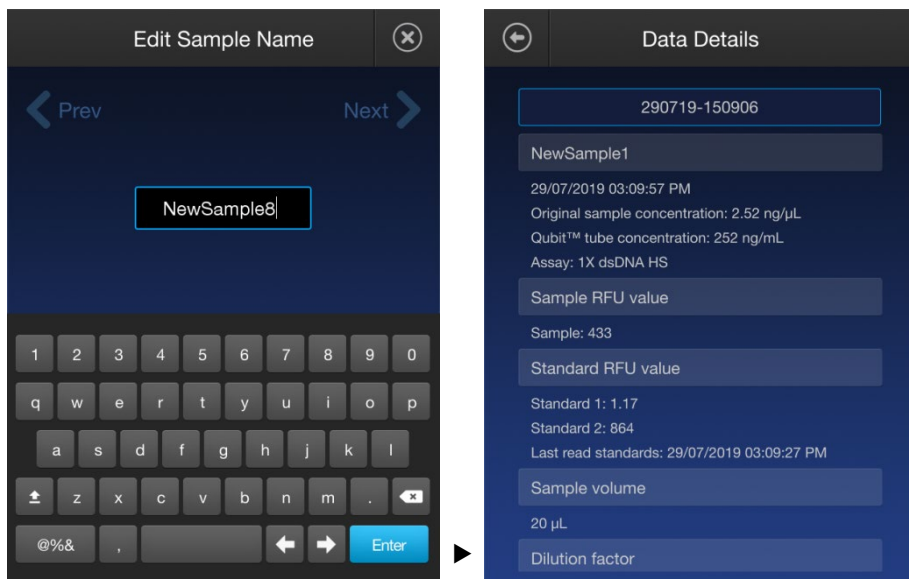 Edit Sample Name
Prev
Next
NewSample8
1 2 3 4 5 6 7 8 9 0
q w e r t y u i o p
a s d f g h j k l
z x c v b n m .
@%& , Enter
Data Details
290719-150906
NewSample1
29/07/2019 03:09:57 PM
Original sample concentration: 2.52 ng/µL
Qubit™ tube concentration: 252 ng/mL
Assay: 1X dsDNA HS
Sample RFU value
Sample: 433
Standard RFU value
Standard 1: 1.17
Standard 2: 864
Last read standards: 29/07/2019 03:09:27 PM
Sample volume
20 µL
Dilution factor